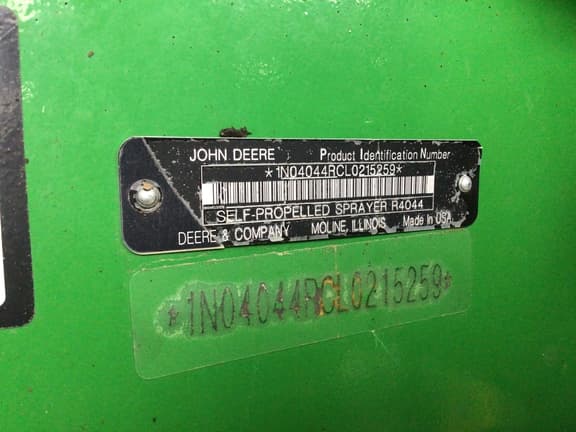 JOHN DEERE Product Identification Number
*1N04044RCL0215259*
SELF-PROPELLED SPRAYER R4044
DEERE & COMPANY MOLINE, ILLINOIS Made in USA
*1N04044RCL0215259*